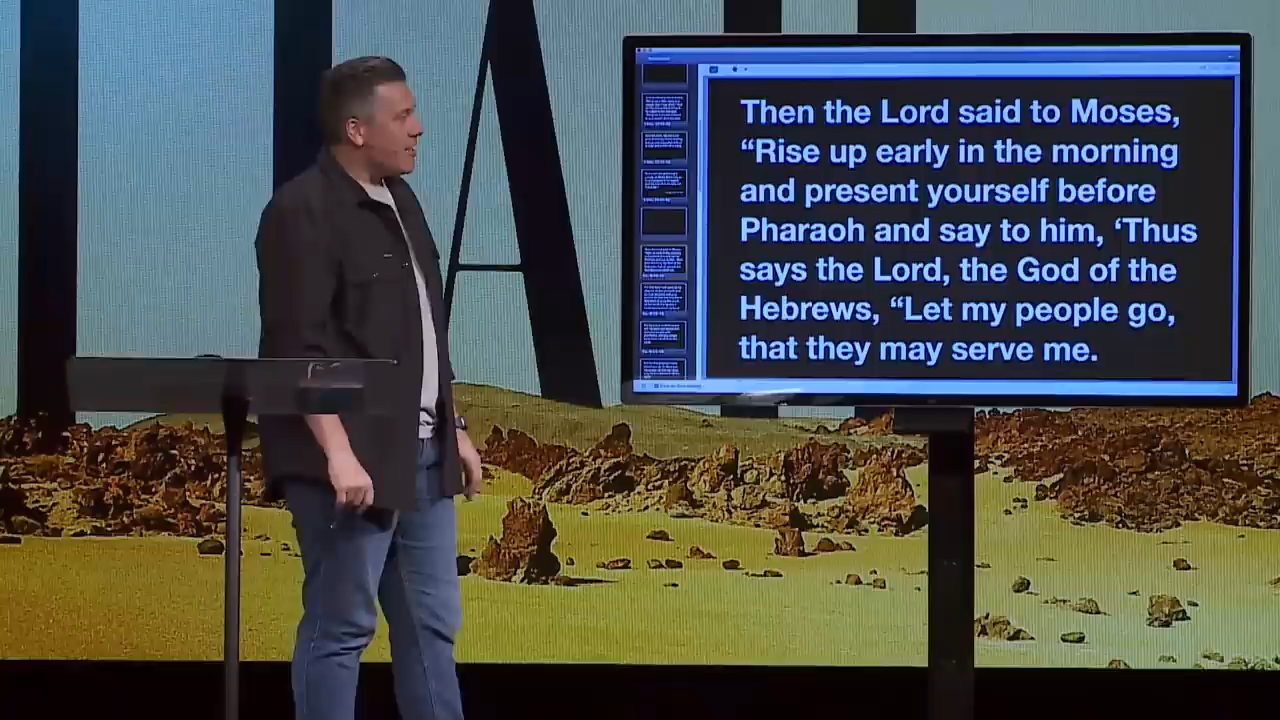 Then the Lord said to Moses,
“Rise up early in the morning
and present yourself before
Pharaoh and say to him, ‘Thus
says the Lord, the God of the
Hebrews, “Let my people go,
that they may serve me.